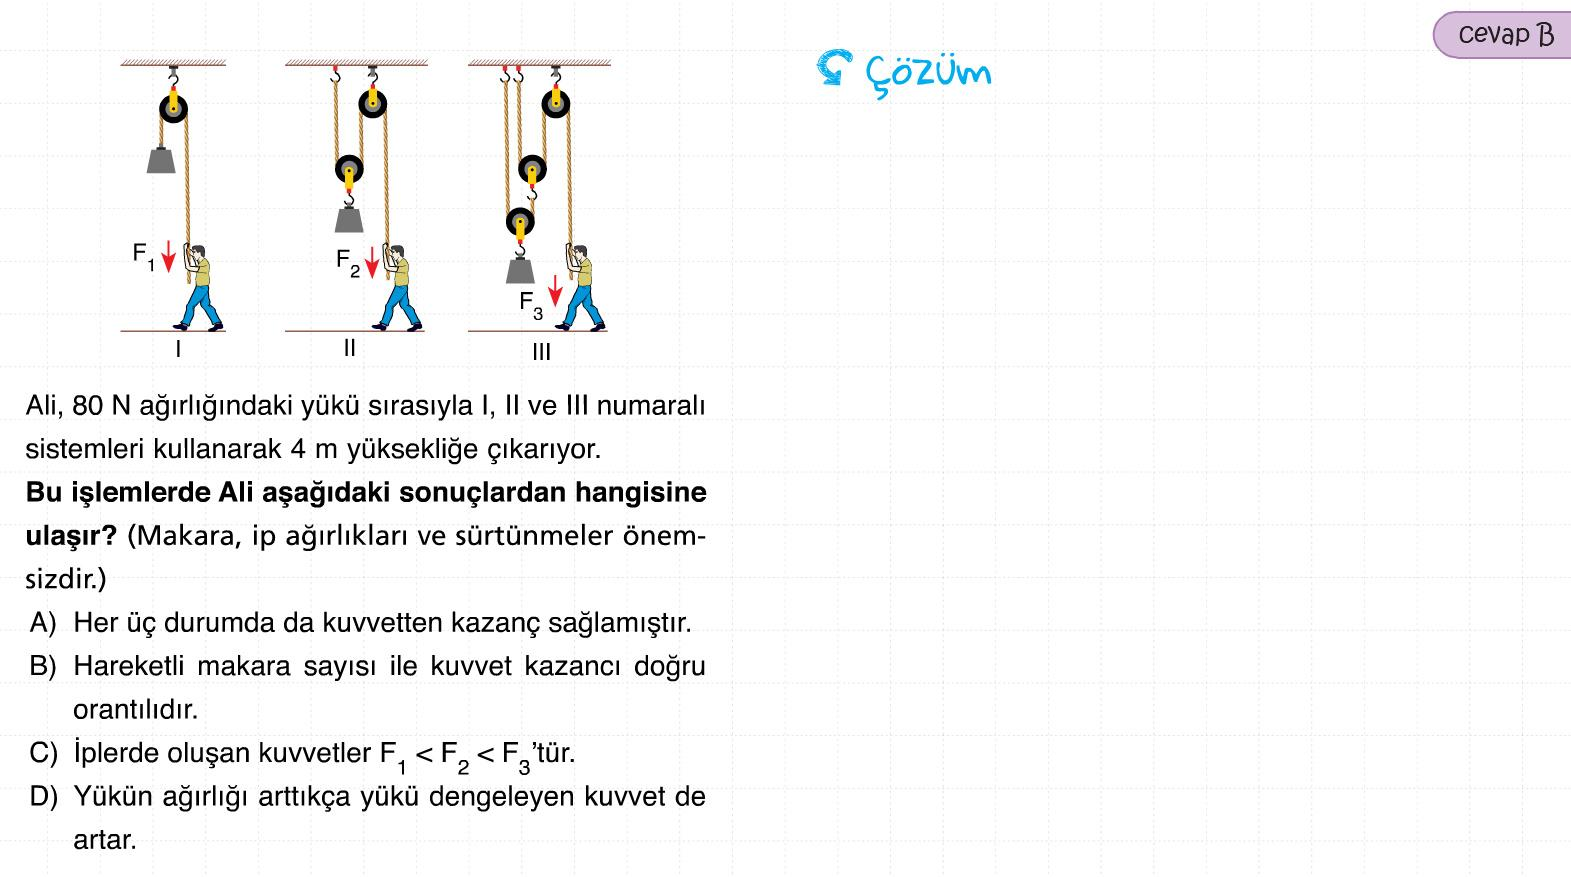 cevap B
Çözüm
F1
F2
F3
I
II
III
Ali, 80 N ağırlığındaki yükü sırasıyla I, II ve III numaralı
sistemleri kullanarak 4 m yüksekliğe çıkarıyor.
Bu işlemlerde Ali aşağıdaki sonuçlardan hangisine
ulaşır? (Makara, ip ağırlıkları ve sürtünmeler önem-
sizdir.)
A) Her üç durumda da kuvvetten kazanç sağlamıştır.
B) Hareketli makara sayısı ile kuvvet kazancı doğru
orantılıdır.
C) İplerde oluşan kuvvetler F1 < F2 < F3'tür.
D) Yükün ağırlığı arttıkça yükü dengeleyen kuvvet de
artar.